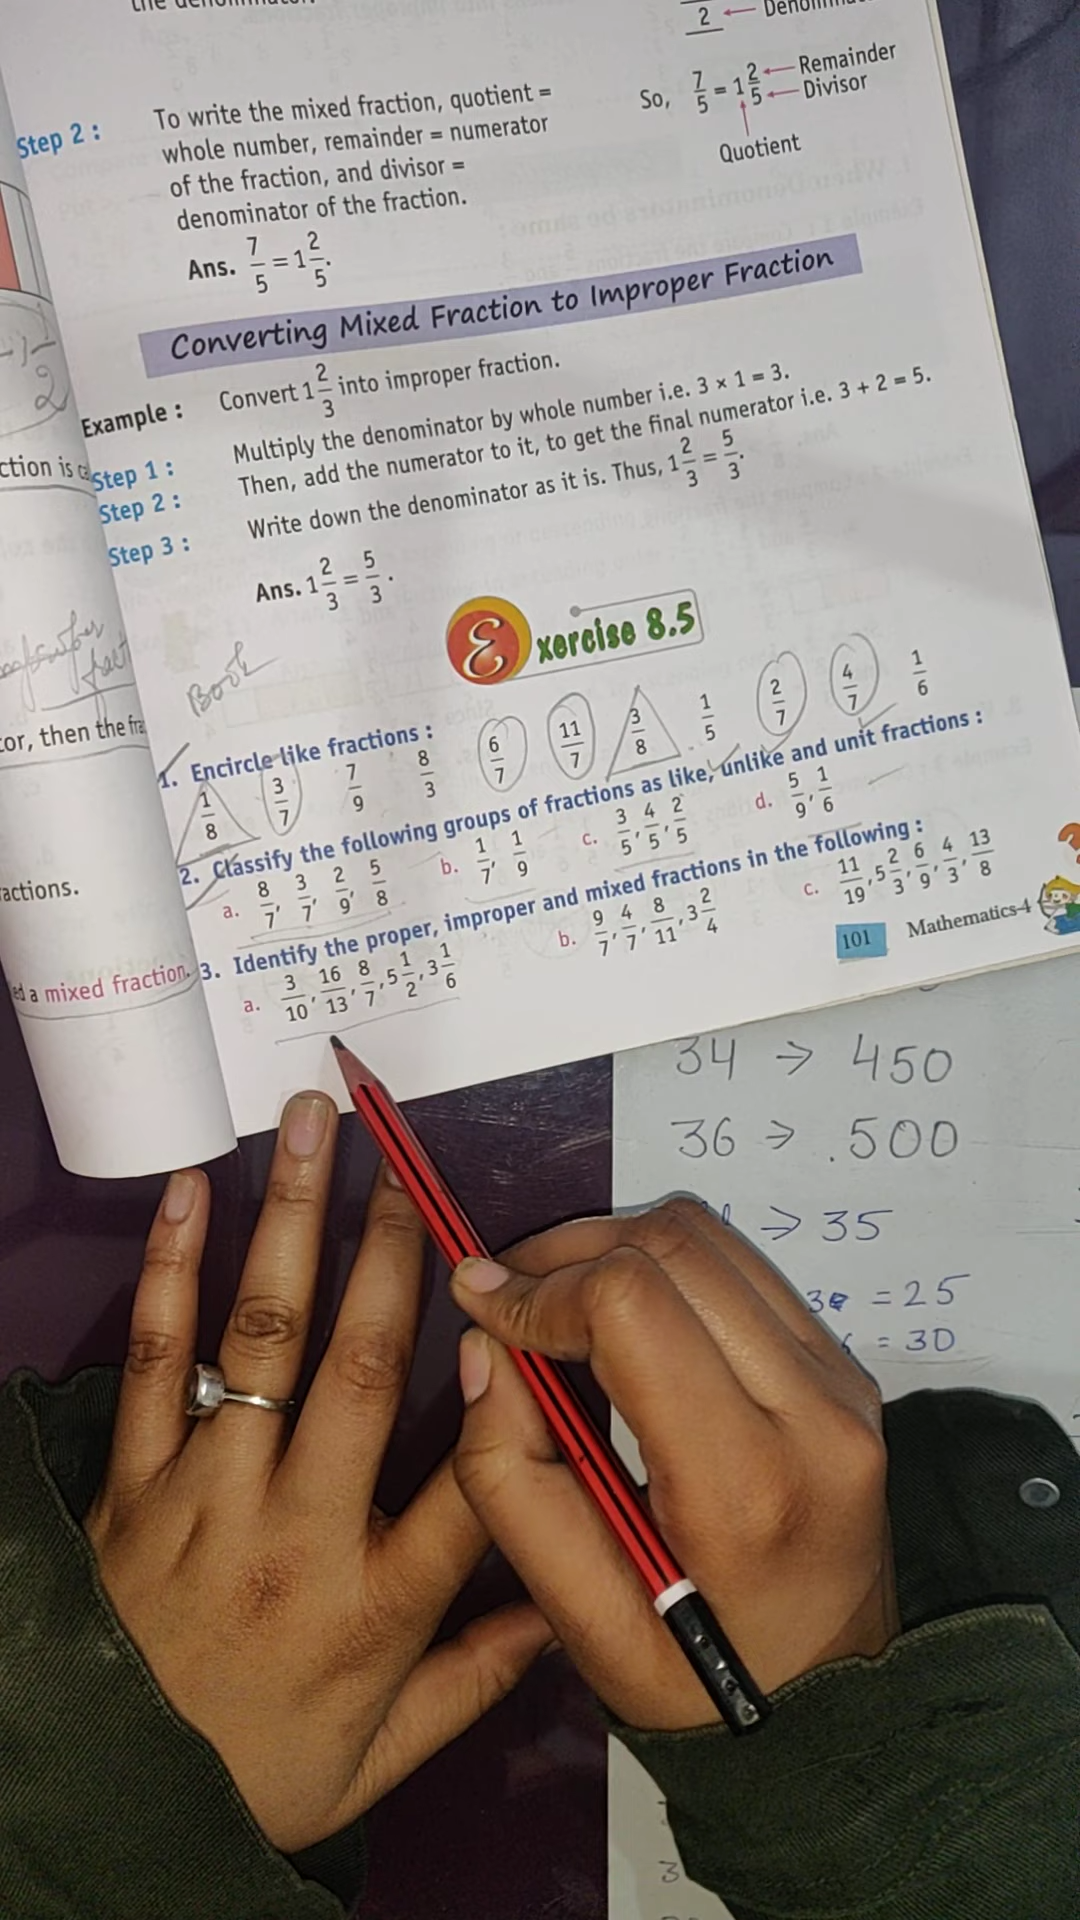 2 ← Denomin
Step 2 : To write the mixed fraction, quotient =
whole number, remainder = numerator
of the fraction, and divisor =
denominator of the fraction.
So, 7/5 = 1 2/5 ← Remainder
← Divisor
Quotient
Ans. 7/5 = 1 2/5.
Converting Mixed Fraction to Improper Fraction
Example : Convert 1 2/3 into improper fraction.
Step 1 : Multiply the denominator by whole number i.e. 3 × 1 = 3.
Step 2 : Then, add the numerator to it, to get the final numerator i.e. 3 + 2 = 5.
Step 3 : Write down the denominator as it is. Thus, 1 2/3 = 5/3.
Ans. 1 2/3 = 5/3.
Exercise 8.5
Book
1. Encircle like fractions :
1/8 3/7 7/9 8/3 6/7 11/7 3/8 1/5 2/7 4/7 1/6
2. Classify the following groups of fractions as like, unlike and unit fractions :
a. 8/7, 3/7, 2/9, 5/8 b. 1/7, 1/9 c. 3/5, 4/5, 2/5 d. 5/9, 1/6
3. Identify the proper, improper and mixed fractions in the following :
a. 3/10, 16/13, 8/7, 5 1/2, 3 1/6 b. 9/7, 4/7, 8/11, 3 2/4 c. 11/19, 5 2/3, 6/9, 4/3, 13/8
101 Mathematics-4
ction is
tor, then the
actions.
ed a mixed fraction.
34 → 450
36 → .500
→ 35
= 25
= 30